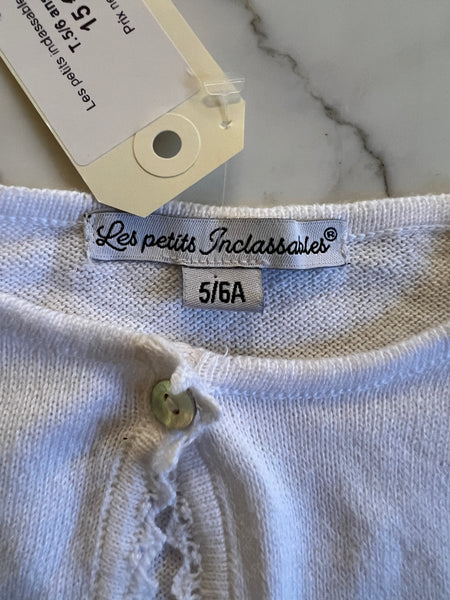 Les petits inclassables
T.5/6 ans
15
Prix
Les petits Inclassables®
5/6A